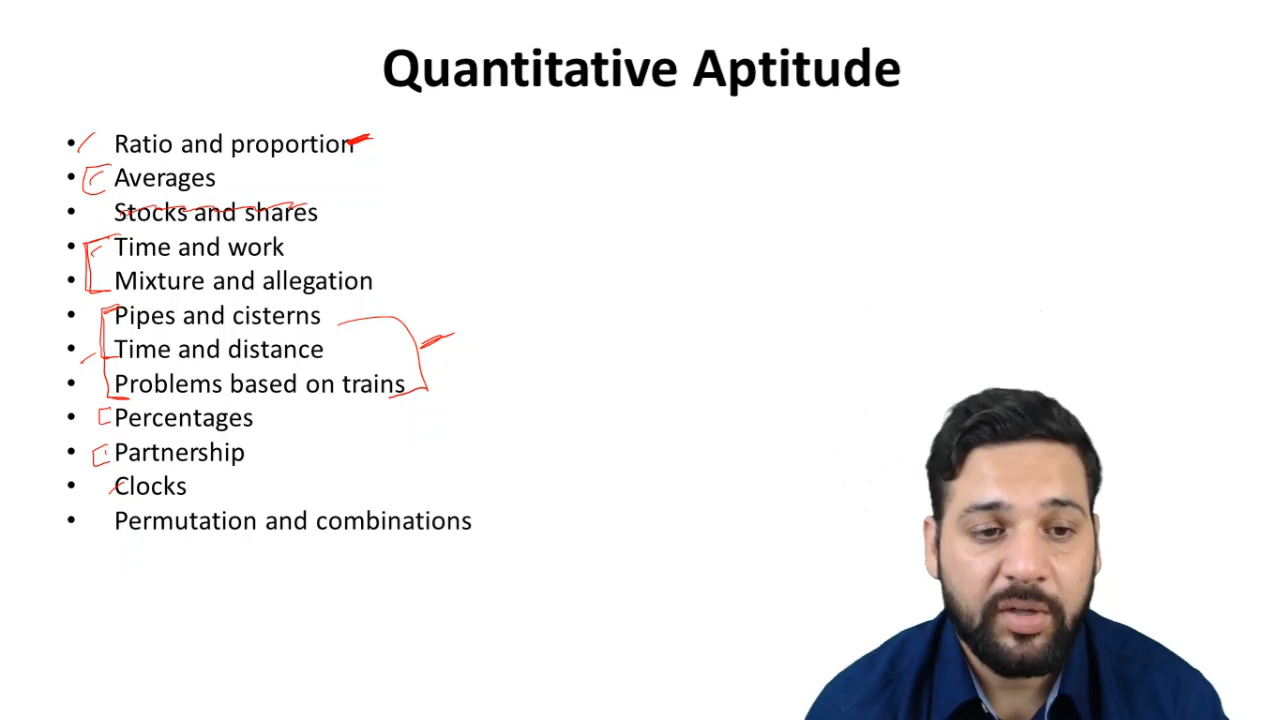 Quantitative Aptitude
• Ratio and proportion
• Averages
• Stocks and shares
• Time and work
• Mixture and allegation
• Pipes and cisterns
• Time and distance
• Problems based on trains
• Percentages
• Partnership
• Clocks
• Permutation and combinations